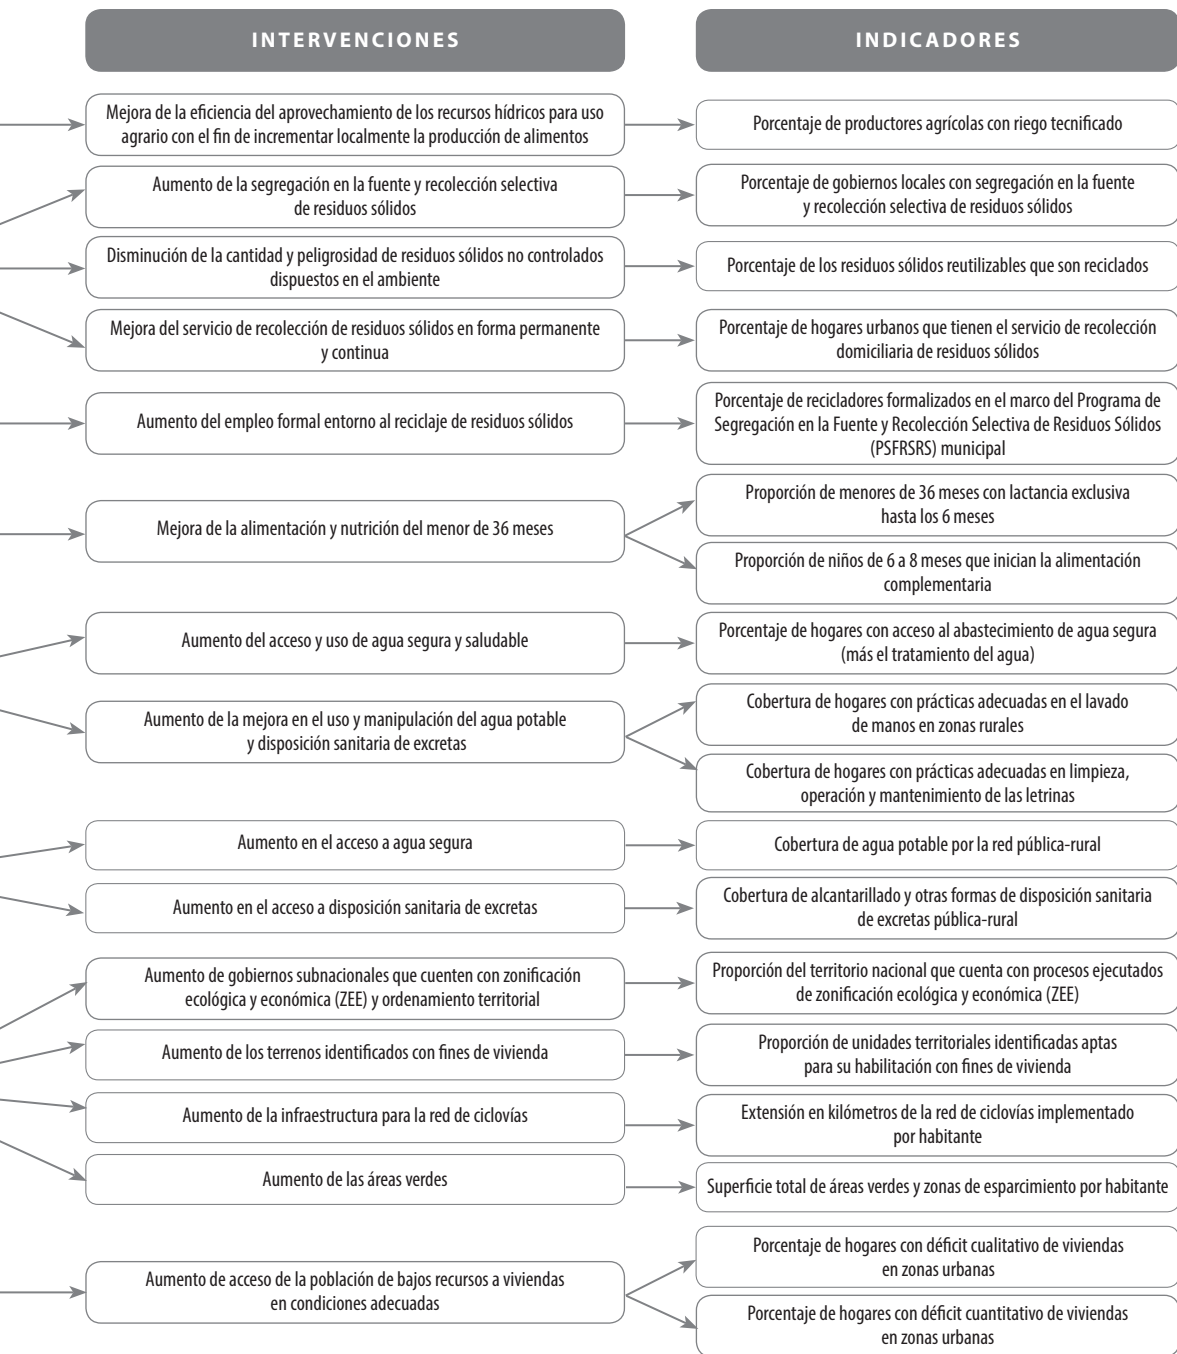 INTERVENCIONES
INDICADORES
Mejora de la eficiencia del aprovechamiento de los recursos hídricos para uso
agrario con el fin de incrementar localmente la producción de alimentos
Porcentaje de productores agrícolas con riego tecnificado
Aumento de la segregación en la fuente y recolección selectiva
de residuos sólidos
Porcentaje de gobiernos locales con segregación en la fuente
y recolección selectiva de residuos sólidos
Disminución de la cantidad y peligrosidad de residuos sólidos no controlados
dispuestos en el ambiente
Porcentaje de los residuos sólidos reutilizables que son reciclados
Mejora del servicio de recolección de residuos sólidos en forma permanente
y continua
Porcentaje de hogares urbanos que tienen el servicio de recolección
domiciliaria de residuos sólidos
Aumento del empleo formal entorno al reciclaje de residuos sólidos
Porcentaje de recicladores formalizados en el marco del Programa de
Segregación en la Fuente y Recolección Selectiva de Residuos Sólidos
(PSFRSRS) municipal
Mejora de la alimentación y nutrición del menor de 36 meses
Proporción de menores de 36 meses con lactancia exclusiva
hasta los 6 meses
Proporción de niños de 6 a 8 meses que inician la alimentación
complementaria
Aumento del acceso y uso de agua segura y saludable
Porcentaje de hogares con acceso al abastecimiento de agua segura
(más el tratamiento del agua)
Aumento de la mejora en el uso y manipulación del agua potable
y disposición sanitaria de excretas
Cobertura de hogares con prácticas adecuadas en el lavado
de manos en zonas rurales
Cobertura de hogares con prácticas adecuadas en limpieza,
operación y mantenimiento de las letrinas
Aumento en el acceso a agua segura
Cobertura de agua potable por la red pública-rural
Aumento en el acceso a disposición sanitaria de excretas
Cobertura de alcantarillado y otras formas de disposición sanitaria
de excretas pública-rural
Aumento de gobiernos subnacionales que cuenten con zonificación
ecológica y económica (ZEE) y ordenamiento territorial
Proporción del territorio nacional que cuenta con procesos ejecutados
de zonificación ecológica y económica (ZEE)
Aumento de los terrenos identificados con fines de vivienda
Proporción de unidades territoriales identificadas aptas
para su habilitación con fines de vivienda
Aumento de la infraestructura para la red de ciclovías
Extensión en kilómetros de la red de ciclovías implementado
por habitante
Aumento de las áreas verdes
Superficie total de áreas verdes y zonas de esparcimiento por habitante
Aumento de acceso de la población de bajos recursos a viviendas
en condiciones adecuadas
Porcentaje de hogares con déficit cualitativo de viviendas
en zonas urbanas
Porcentaje de hogares con déficit cuantitativo de viviendas
en zonas urbanas